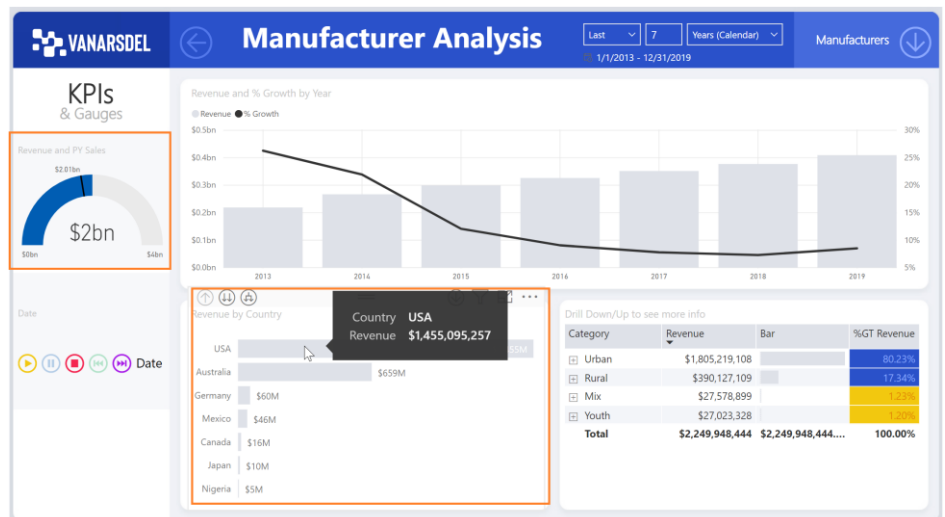 VANARSDEL
Manufacturer Analysis
Last 7 Years (Calendar)
1/1/2013 - 12/31/2019
Manufacturers
KPIs
& Gauges
Revenue and PY Sales
$2.01bn
$2bn
$0bn $4bn
Date
Date
Revenue and % Growth by Year
Revenue % Growth
$0.5bn 30%
$0.4bn 25%
$0.3bn 20%
$0.2bn 15%
$0.1bn 10%
$0.0bn 5%
2013 2014 2015 2016 2017 2018 2019
Revenue by Country
Country USA
Revenue $1,455,095,257
USA
Australia $659M
Germany $60M
Mexico $46M
Canada $16M
Japan $10M
Nigeria $5M
Drill Down/Up to see more info
Category Revenue Bar %GT Revenue
Urban $1,805,219,108 80.23%
Rural $390,127,109 17.34%
Mix $27,578,899 1.23%
Youth $27,023,328 1.20%
Total $2,249,948,444 $2,249,948,444.... 100.00%